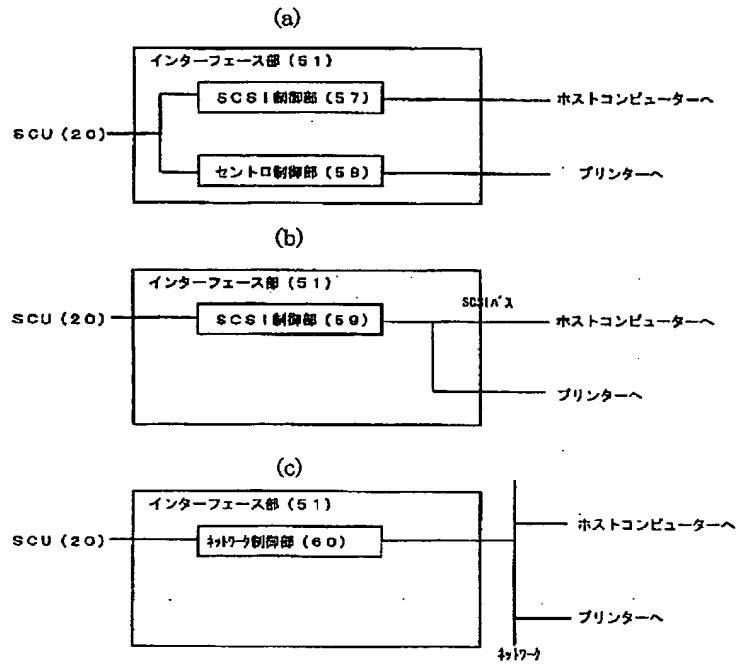 (a)
インターフェース部（５１）
ＳＣＳＩ制御部（５７）
ホストコンピューターへ
ＳＣＵ（２０）
セントロ制御部（５８）
プリンターへ
(b)
インターフェース部（５１）
SCSIバス
ＳＣＵ（２０）
ＳＣＳＩ制御部（５９）
ホストコンピューターへ
プリンターへ
(c)
インターフェース部（５１）
ホストコンピューターへ
ＳＣＵ（２０）
ﾈｯﾄﾜｰｸ制御部（６０）
プリンターへ
ﾈｯﾄﾜｰｸ